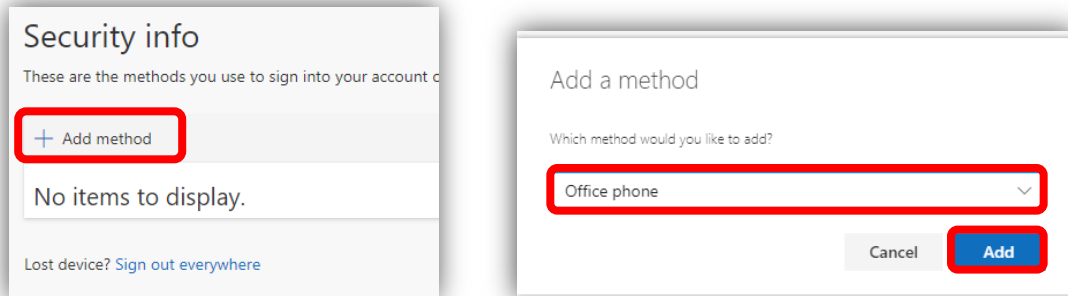 Security info
These are the methods you use to sign into your account
+ Add method
No items to display.
Lost device? Sign out everywhere
Add a method
Which method would you like to add?
Office phone
Cancel
Add